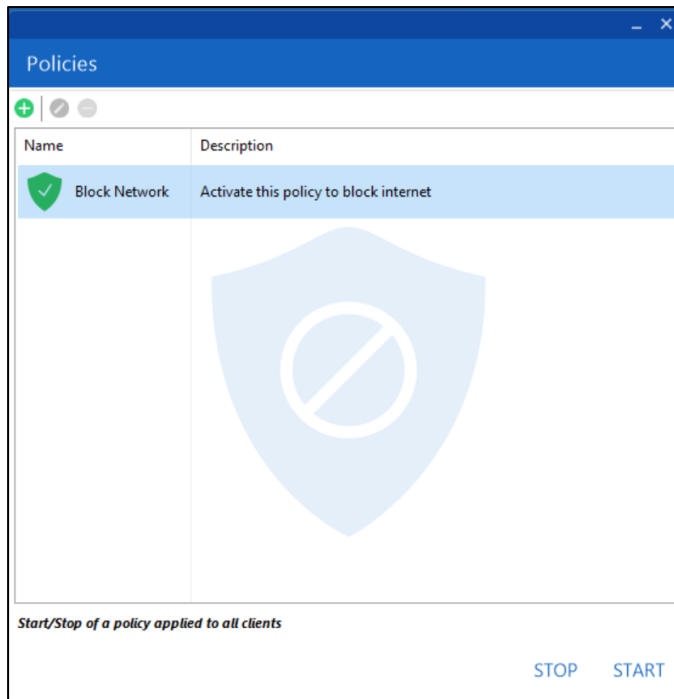 Policies
Name Description
Block Network Activate this policy to block internet
Start/Stop of a policy applied to all clients
STOP START